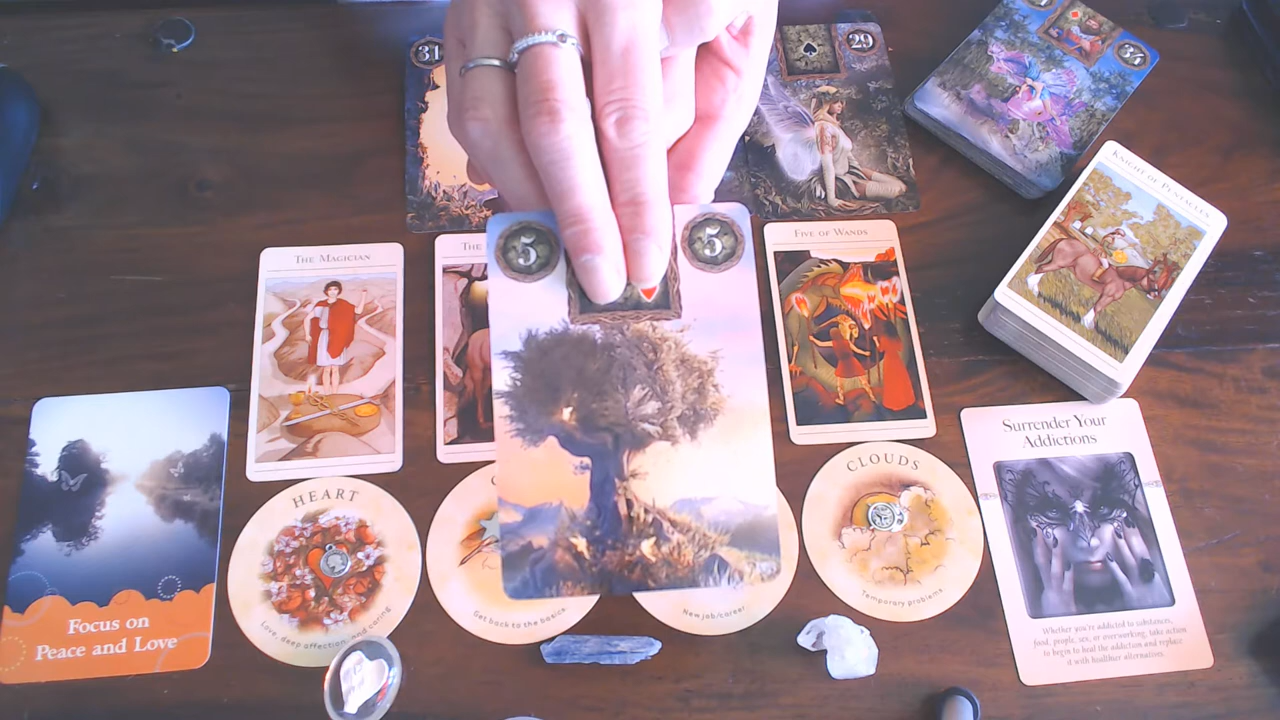 31
29
34
KNIGHT OF PENTACLES
5
5
THE MAGICIAN
THE
FIVE OF WANDS
Focus on
Peace and Love
HEART
Love, deep affection, and caring
Get back to the basics.
New job/career
CLOUDS
Temporary problems
Surrender Your
Addictions
Whether you're addicted to substances,
food, people, sex, or overworking, take action
to begin to heal the addiction and replace
it with healthier alternatives.